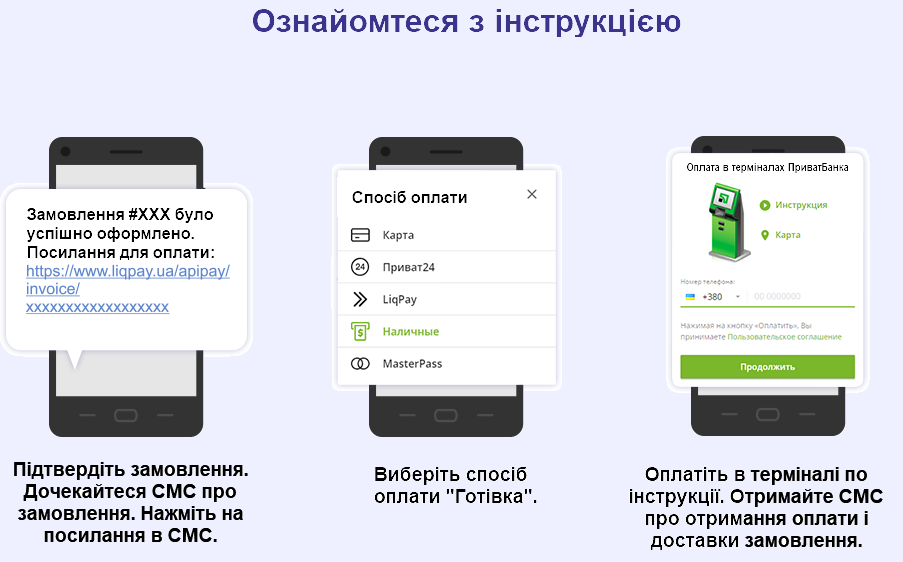 Ознайомтеся з інструкцією
Замовлення #XXX було
успішно оформлено.
Посилання для оплати:
https://www.liqpay.ua/apipay/
invoice/
xxxxxxxxxxxxxxxxxx
Підтвердіть замовлення.
Дочекайтеся СМС про
замовлення. Нажміть на
посилання в СМС.
Спосіб оплати
Карта
24 Приват24
LiqPay
$ Наличные
MasterPass
Виберіть спосіб
оплати "Готівка".
Оплата в терміналах ПриватБанка
Инструкция
Карта
Номер телефона:
+380 00 0000000
Нажимая на кнопку «Оплатить», Вы
принимаете Пользовательское соглашение
Продолжить
Оплатіть в терміналі по
інструкції. Отримайте СМС
про отримання оплати і
доставки замовлення.